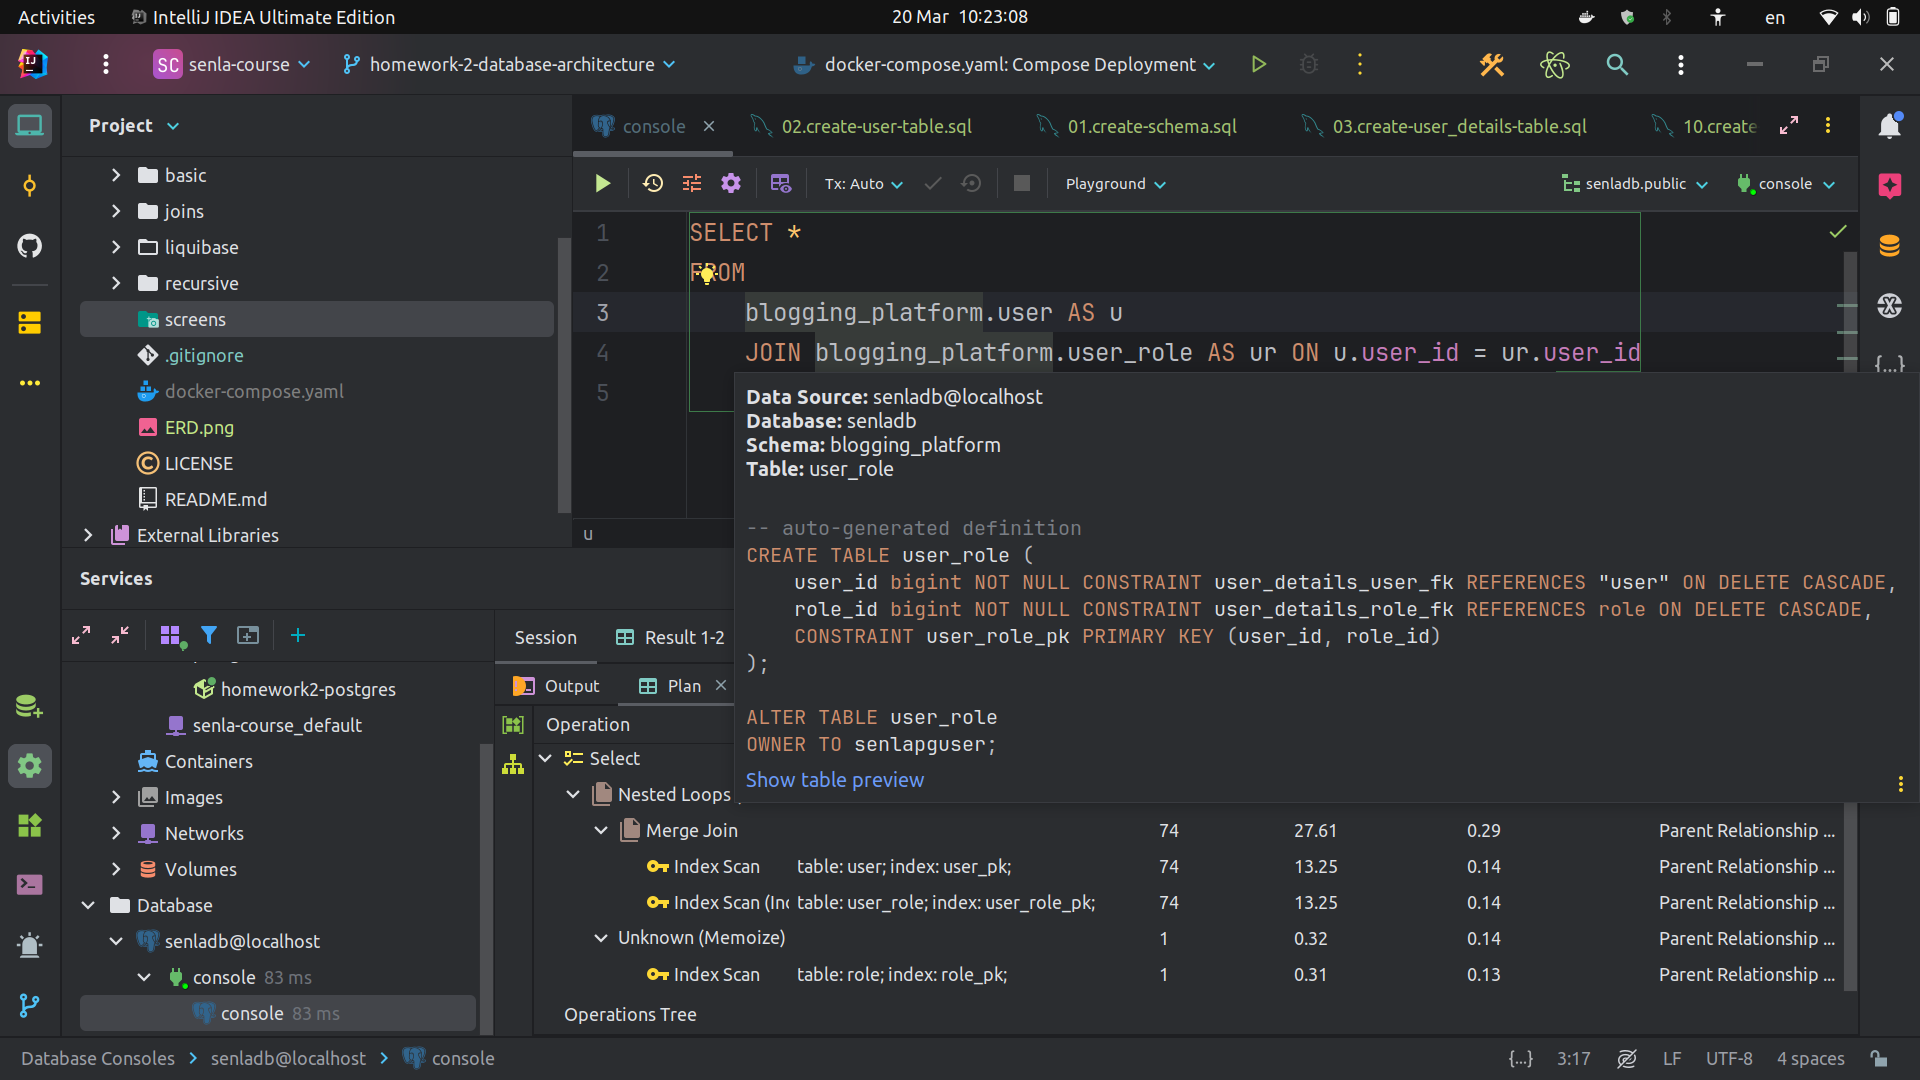 Activities
IntelliJ IDEA Ultimate Edition
20 Mar 10:23:08
en
SC senla-course
homework-2-database-architecture
docker-compose.yaml: Compose Deployment
Project
basic
joins
liquibase
recursive
screens
.gitignore
docker-compose.yaml
ERD.png
LICENSE
README.md
External Libraries
console
02.create-user-table.sql
01.create-schema.sql
03.create-user_details-table.sql
10.create
Tx: Auto
Playground
senladb.public
console
1 SELECT *
2 FROM
3 blogging_platform.user AS u
4 JOIN blogging_platform.user_role AS ur ON u.user_id = ur.user_id
5
u
Data Source: senladb@localhost
Database: senladb
Schema: blogging_platform
Table: user_role
-- auto-generated definition
CREATE TABLE user_role (
user_id bigint NOT NULL CONSTRAINT user_details_user_fk REFERENCES "user" ON DELETE CASCADE,
role_id bigint NOT NULL CONSTRAINT user_details_role_fk REFERENCES role ON DELETE CASCADE,
CONSTRAINT user_role_pk PRIMARY KEY (user_id, role_id)
);
ALTER TABLE user_role
OWNER TO senlapguser;
Show table preview
Services
homework2-postgres
senla-course_default
Containers
Images
Networks
Volumes
Database
senladb@localhost
console 83 ms
console 83 ms
Session
Result 1-2
Output
Plan
Operation
Select
Nested Loops
Merge Join 74 27.61 0.29 Parent Relationship ...
Index Scan table: user; index: user_pk; 74 13.25 0.14 Parent Relationship ...
Index Scan (Inc table: user_role; index: user_role_pk; 74 13.25 0.14 Parent Relationship ...
Unknown (Memoize) 1 0.32 0.14 Parent Relationship ...
Index Scan table: role; index: role_pk; 1 0.31 0.13 Parent Relationship ...
Operations Tree
Database Consoles
senladb@localhost
console
{...}
3:17
LF
UTF-8
4 spaces